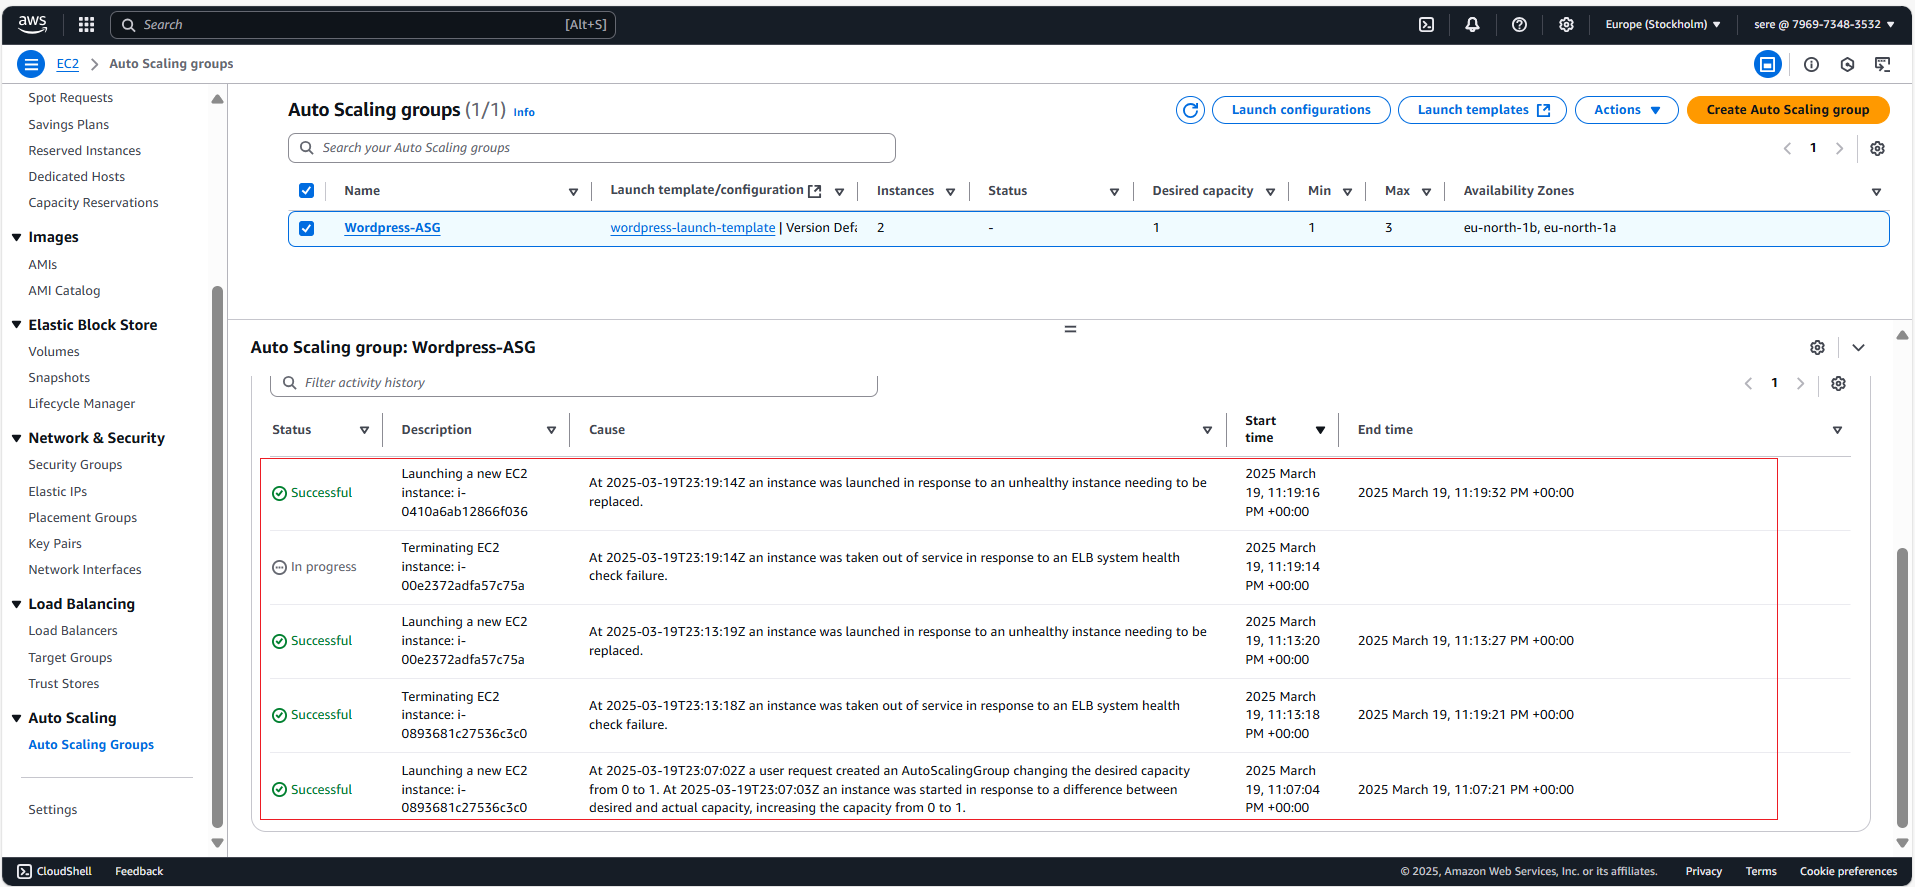 aws
Search [Alt+S]
Europe (Stockholm) sere @ 7969-7348-3532
EC2 > Auto Scaling groups
Spot Requests
Savings Plans
Reserved Instances
Dedicated Hosts
Capacity Reservations
Images
AMIs
AMI Catalog
Elastic Block Store
Volumes
Snapshots
Lifecycle Manager
Network & Security
Security Groups
Elastic IPs
Placement Groups
Key Pairs
Network Interfaces
Load Balancing
Load Balancers
Target Groups
Trust Stores
Auto Scaling
Auto Scaling Groups
Settings
Auto Scaling groups (1/1) Info
Launch configurations Launch templates Actions Create Auto Scaling group
Search your Auto Scaling groups
1
Name Launch template/configuration Instances Status Desired capacity Min Max Availability Zones
Wordpress-ASG wordpress-launch-template | Version Defa 2 - 1 1 3 eu-north-1b, eu-north-1a
Auto Scaling group: Wordpress-ASG
Filter activity history
1
Status Description Cause Start time End time
Successful
Launching a new EC2
instance: i-
0410a6ab12866f036
At 2025-03-19T23:19:14Z an instance was launched in response to an unhealthy instance needing to be
replaced.
2025 March
19, 11:19:16
PM +00:00
2025 March 19, 11:19:32 PM +00:00
In progress
Terminating EC2
instance: i-
00e2372adfa57c75a
At 2025-03-19T23:19:14Z an instance was taken out of service in response to an ELB system health
check failure.
2025 March
19, 11:19:14
PM +00:00
Successful
Launching a new EC2
instance: i-
00e2372adfa57c75a
At 2025-03-19T23:13:19Z an instance was launched in response to an unhealthy instance needing to be
replaced.
2025 March
19, 11:13:20
PM +00:00
2025 March 19, 11:13:27 PM +00:00
Successful
Terminating EC2
instance: i-
0893681c27536c3c0
At 2025-03-19T23:13:18Z an instance was taken out of service in response to an ELB system health
check failure.
2025 March
19, 11:13:18
PM +00:00
2025 March 19, 11:19:21 PM +00:00
Successful
Launching a new EC2
instance: i-
0893681c27536c3c0
At 2025-03-19T23:07:02Z a user request created an AutoScalingGroup changing the desired capacity
from 0 to 1. At 2025-03-19T23:07:03Z an instance was started in response to a difference between
desired and actual capacity, increasing the capacity from 0 to 1.
2025 March
19, 11:07:04
PM +00:00
2025 March 19, 11:07:21 PM +00:00
CloudShell Feedback © 2025, Amazon Web Services, Inc. or its affiliates. Privacy Terms Cookie preferences